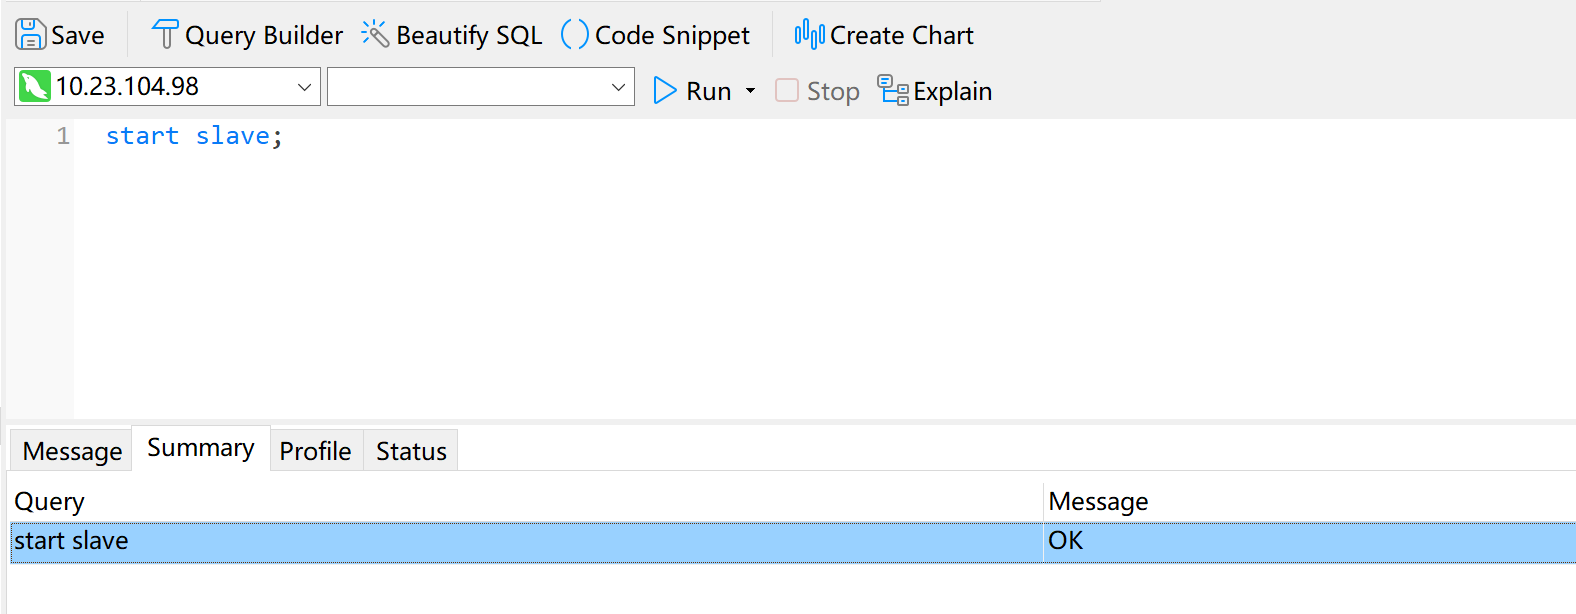 Save Query Builder Beautify SQL Code Snippet Create Chart
10.23.104.98 Run Stop Explain
1 start slave;
Message Summary Profile Status
Query Message
start slave OK